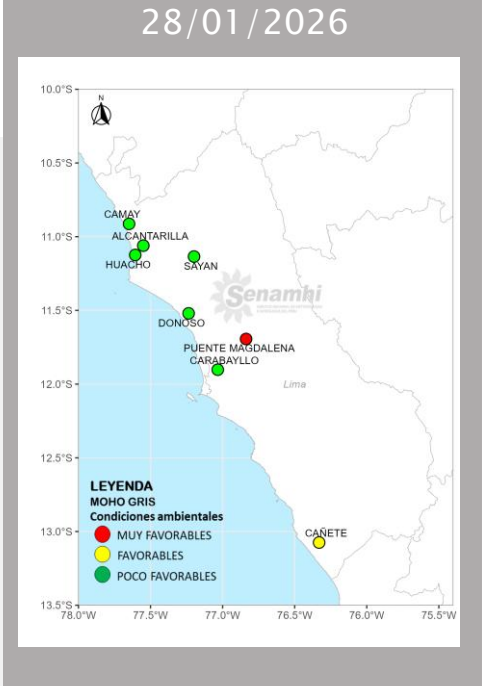 28/01/2026
10.0°S
N
10.5°S
CAMAY
11.0°S
ALCANTARILLA
HUACHO
SAYAN
Senamhi
11.5°S
DONOSO
PUENTE MAGDALENA
CARABAYLLO
12.0°S
Lima
12.5°S
LEYENDA
MOHO GRIS
Condiciones ambientales
MUY FAVORABLES
FAVORABLES
POCO FAVORABLES
13.0°S
CAÑETE
13.5°S
78.0°W 77.5°W 77.0°W 76.5°W 76.0°W 75.5°W